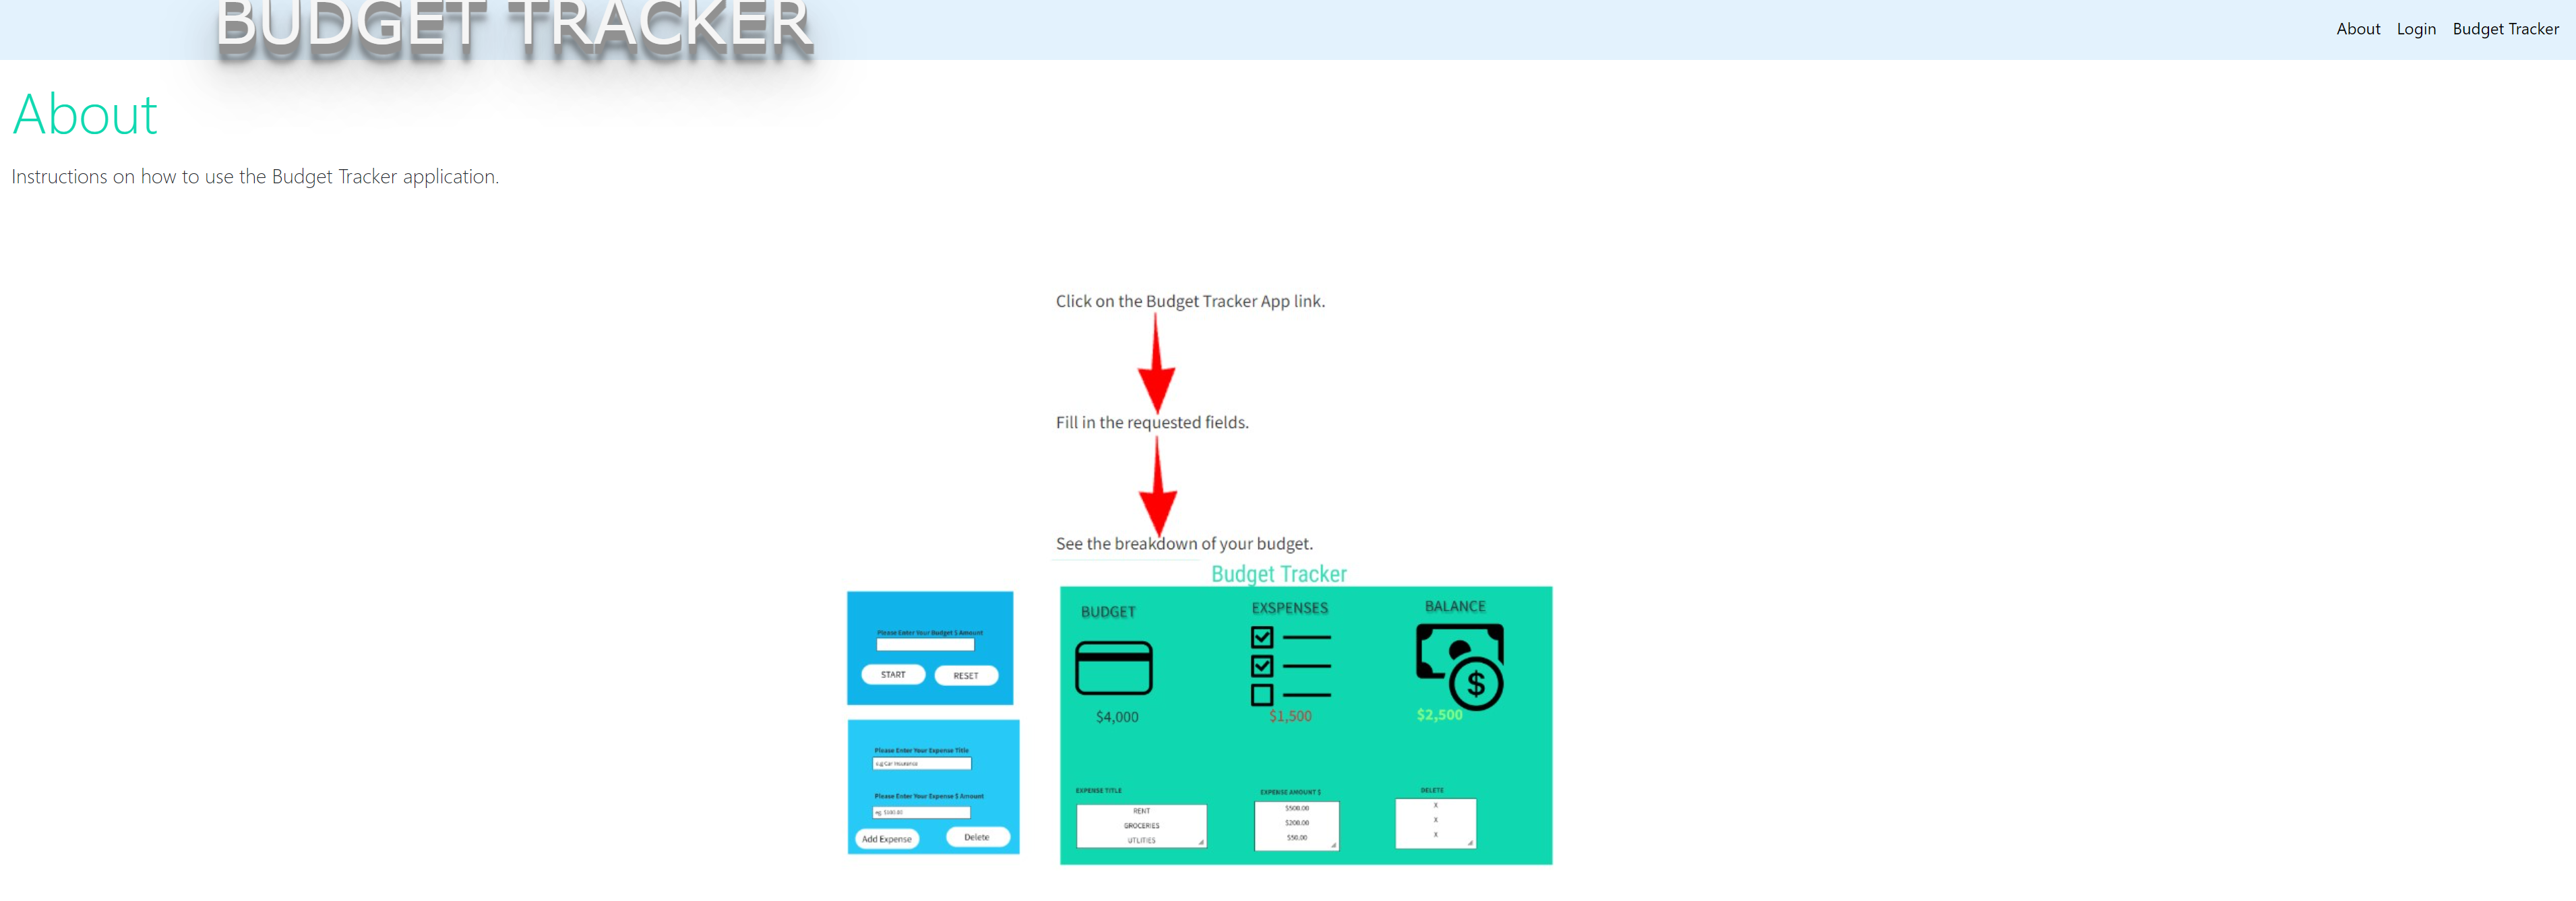 BUDGET TRACKER
About Login Budget Tracker
About
Instructions on how to use the Budget Tracker application.
Click on the Budget Tracker App link.
Fill in the requested fields.
See the breakdown of your budget.
Budget Tracker
BUDGET EXSPENSES BALANCE
$4,000 $1,500 $2,500
Please Enter Your Budget $ Amount
START RESET
Please Enter Your Expense Title
e.g Car Insurance
Please Enter Your Expense $ Amount
eg. $100.00
Add Expense Delete
EXPENSE TITLE EXPENSE AMOUNT $ DELETE
RENT $500.00 X
GROCERIES $200.00 X
UTLITIES $50.00 X